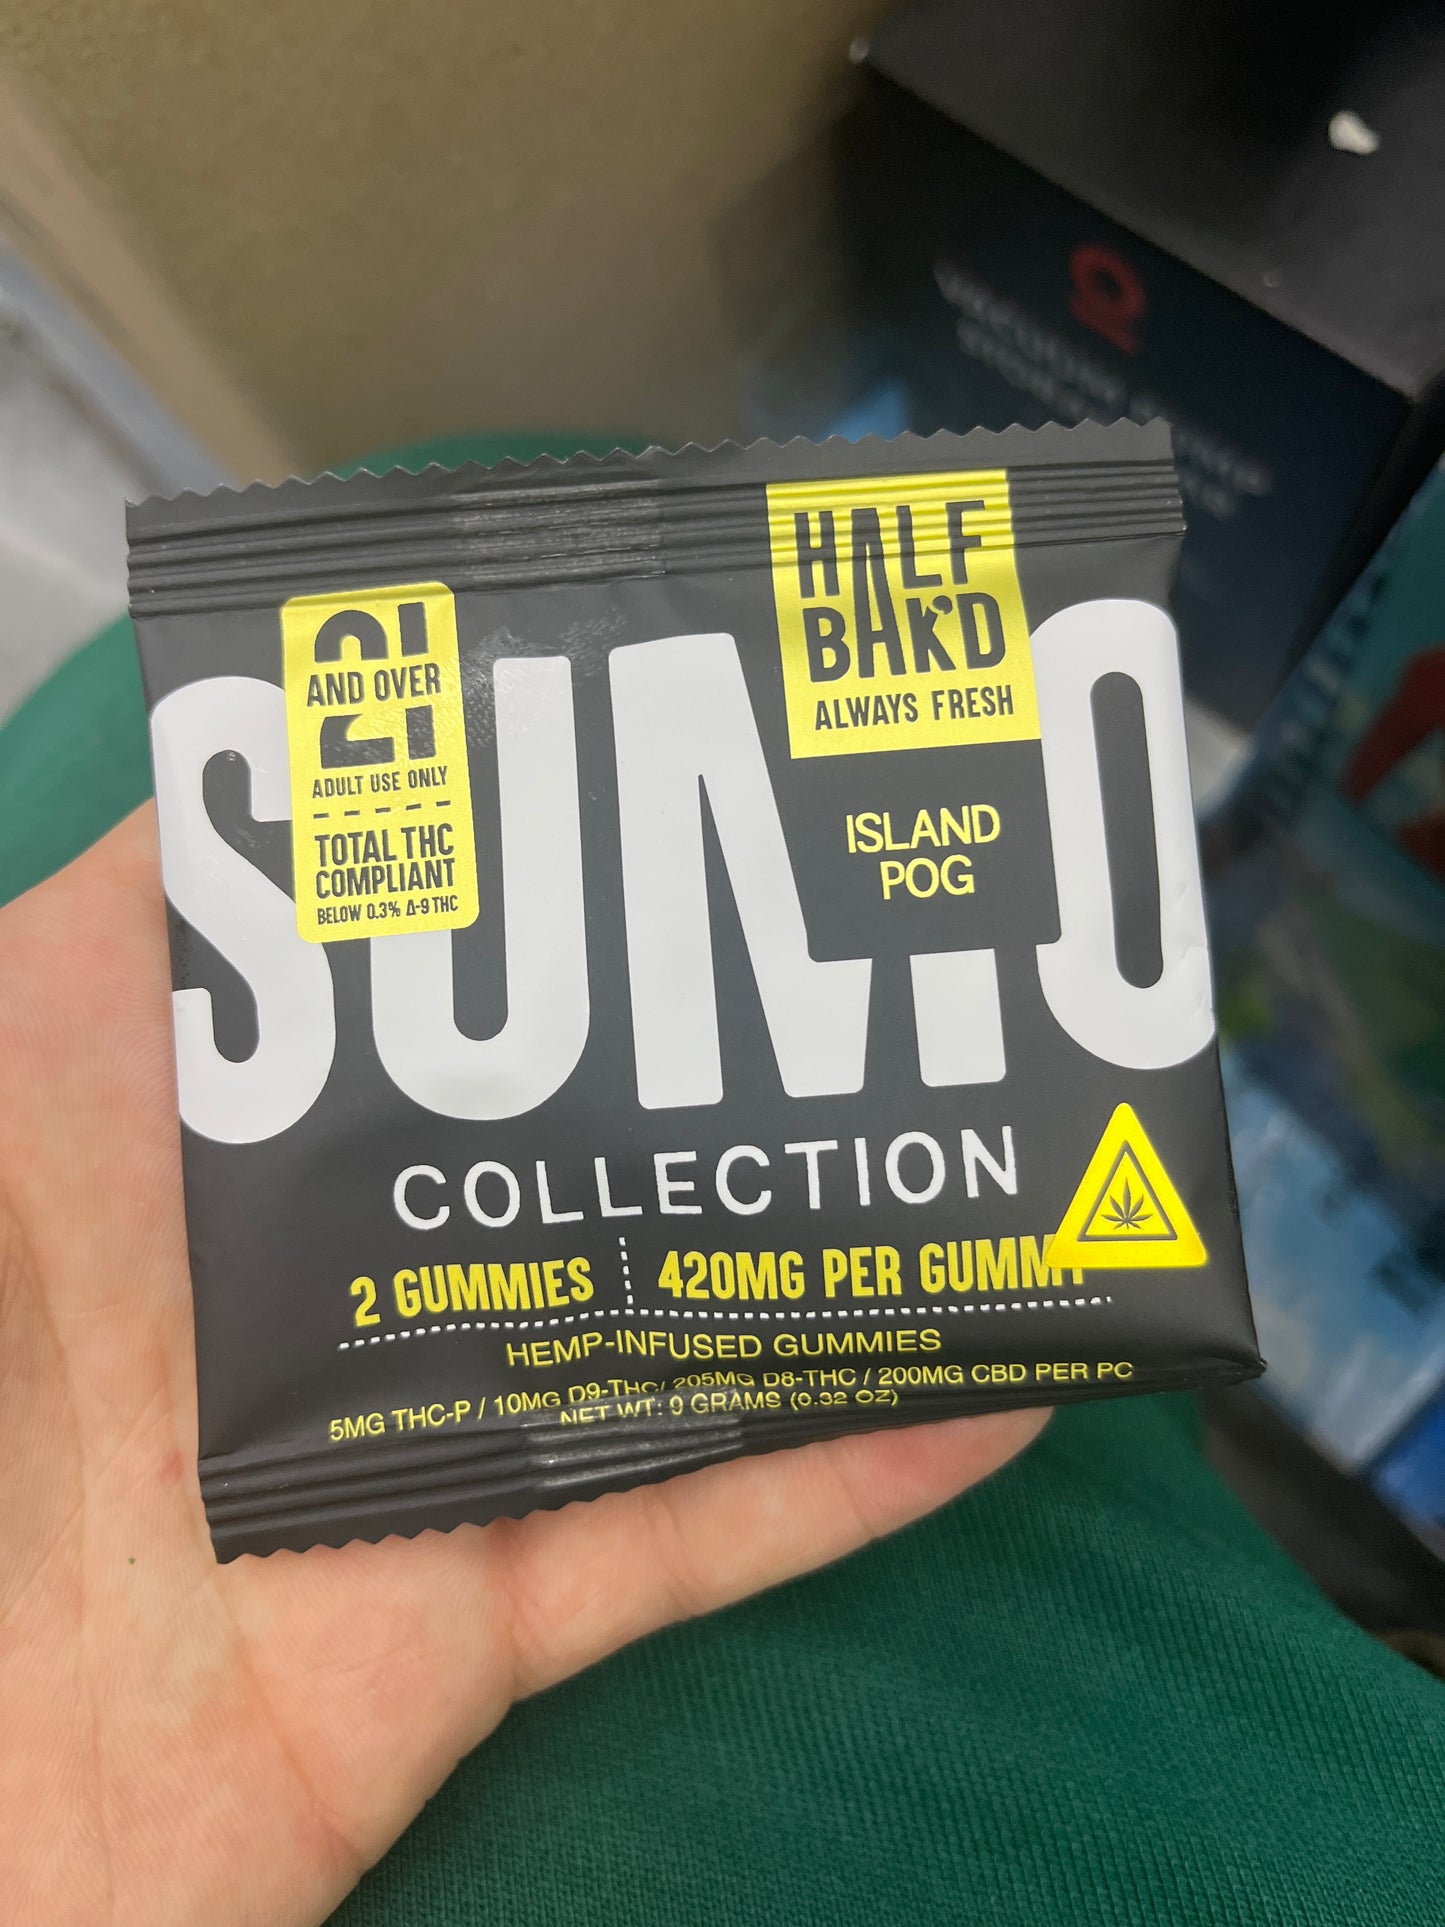 HALF
BAK'D
ALWAYS FRESH
21
AND OVER
ADULT USE ONLY
TOTAL THC
COMPLIANT
BELOW 0.3% Δ-9 THC
SUMO
ISLAND
POG
COLLECTION
2 GUMMIES
420MG PER GUMMY
HEMP-INFUSED GUMMIES
5MG THC-P / 10MG D9-THC/ 205MG D8-THC / 200MG CBD PER PC
NET WT: 9 GRAMS (0.32 OZ)